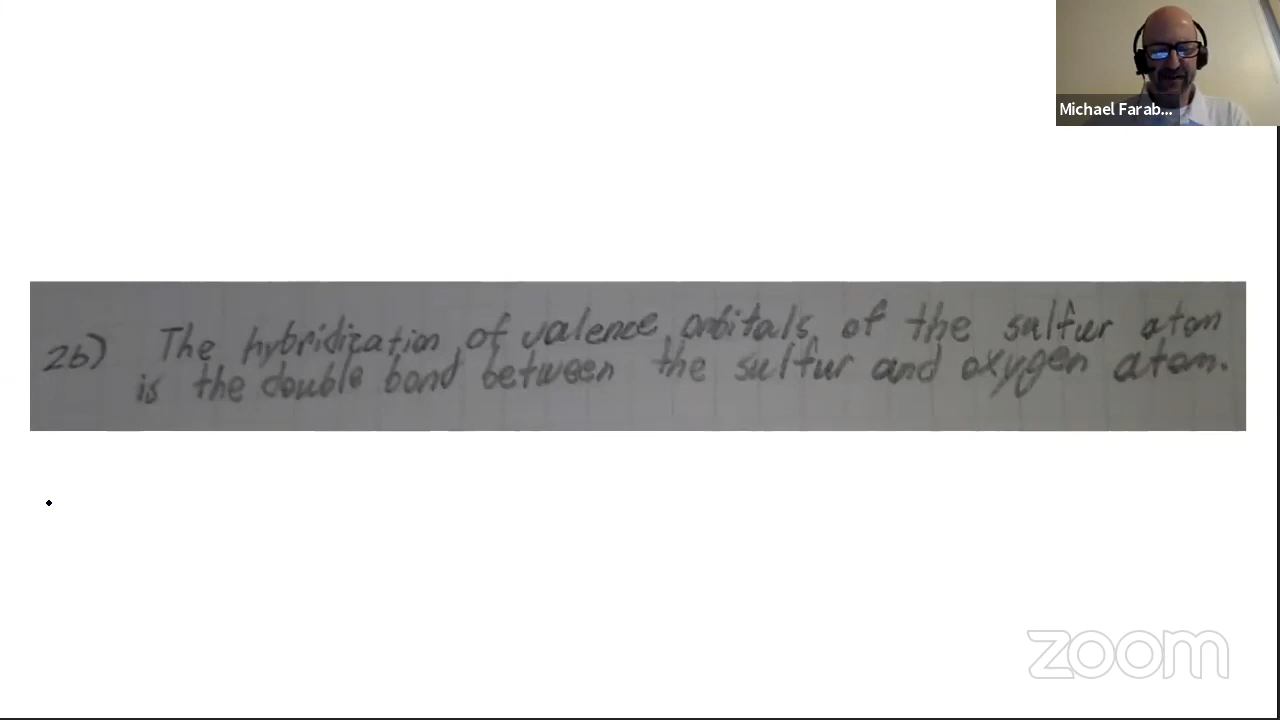 Michael Farab...
2b) The hybridization of valence orbitals of the sulfur atom
is the double bond between the sulfur and oxygen atom.
zoom